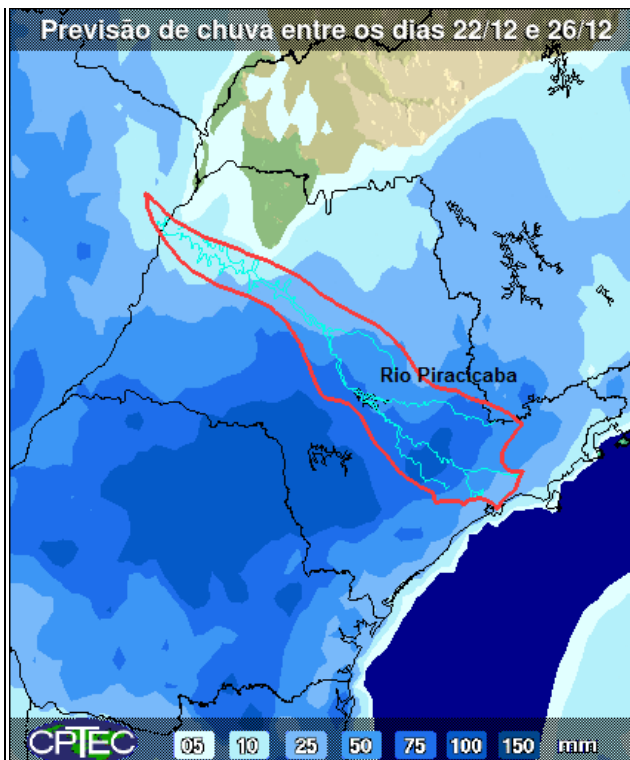 Previsão de chuva entre os dias 22/12 e 26/12
Rio Piracicaba
CPTEC 05 10 25 50 75 100 150 mm